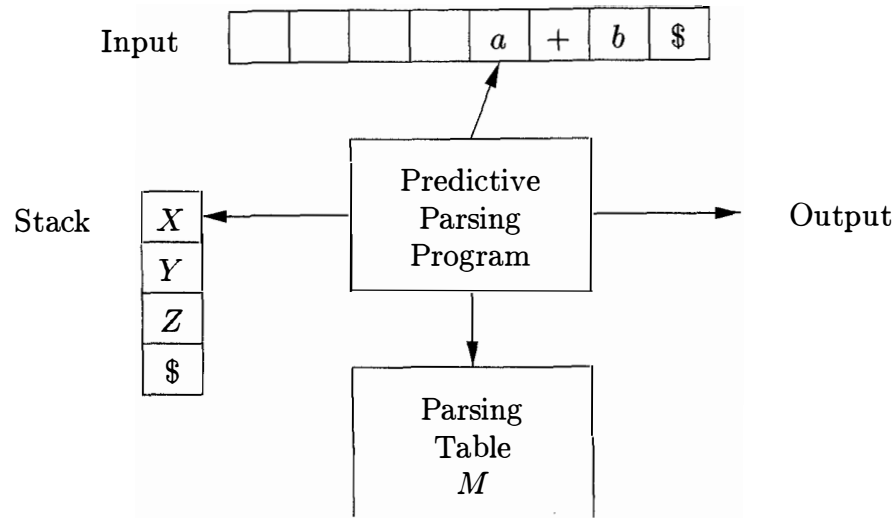 Input
a + b $
Predictive
Parsing
Program
Stack
X
Y
Z
$
Output
Parsing
Table
M